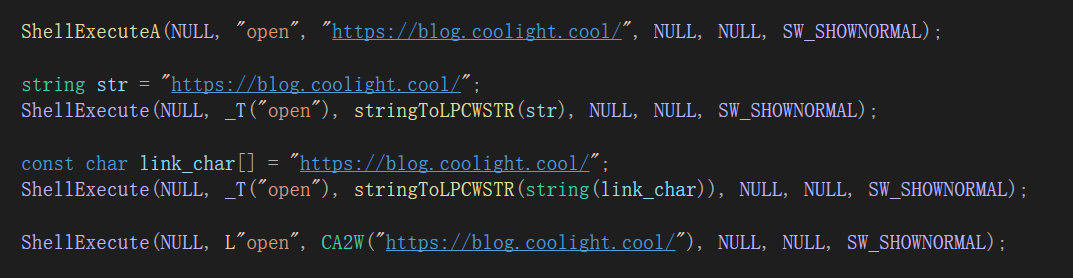 ShellExecuteA(NULL, "open", "https://blog.coolight.cool/", NULL, NULL, SW_SHOWNORMAL);
string str = "https://blog.coolight.cool/";
ShellExecute(NULL, _T("open"), stringToLPCWSTR(str), NULL, NULL, SW_SHOWNORMAL);
const char link_char[] = "https://blog.coolight.cool/";
ShellExecute(NULL, _T("open"), stringToLPCWSTR(string(link_char)), NULL, NULL, SW_SHOWNORMAL);
ShellExecute(NULL, L"open", CA2W("https://blog.coolight.cool/"), NULL, NULL, SW_SHOWNORMAL);